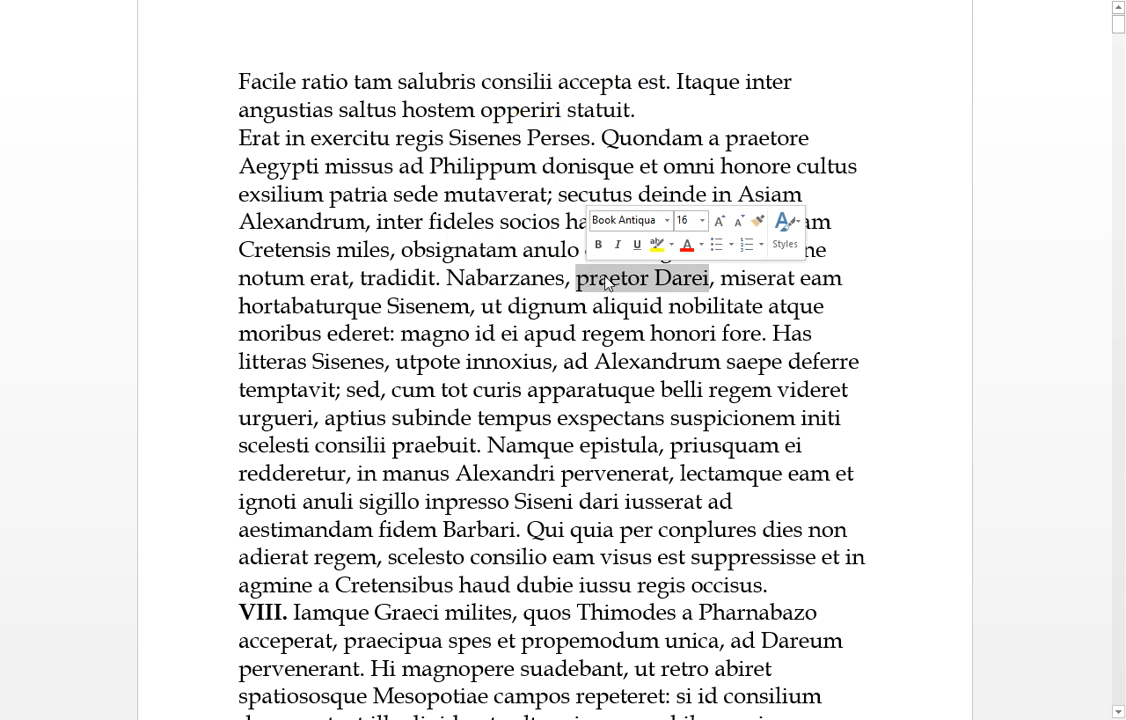 Facile ratio tam salubris consilii accepta est. Itaque inter
angustias saltus hostem opperiri statuit.
Erat in exercitu regis Sisenes Perses. Quondam a praetore
Aegypti missus ad Philippum donisque et omni honore cultus
exsilium patria sede mutaverat; secutus deinde in Asiam
Alexandrum, inter fideles socios ha
Book Antiqua 16
Styles
Cretensis miles, obsignatam anulo
notum erat, tradidit. Nabarzanes, praetor Darei, miserat eam
hortabaturque Sisenem, ut dignum aliquid nobilitate atque
moribus ederet: magno id ei apud regem honori fore. Has
litteras Sisenes, utpote innoxius, ad Alexandrum saepe deferre
temptavit; sed, cum tot curis apparatuque belli regem videret
urgueri, aptius subinde tempus exspectans suspicionem initi
scelesti consilii praebuit. Namque epistula, priusquam ei
redderetur, in manus Alexandri pervenerat, lectamque eam et
ignoti anuli sigillo inpresso Siseni dari iusserat ad
aestimandam fidem Barbari. Qui quia per conplures dies non
adierat regem, scelesto consilio eam visus est suppressisse et in
agmine a Cretensibus haud dubie iussu regis occisus.
VIII. Iamque Graeci milites, quos Thimodes a Pharnabazo
acceperat, praecipua spes et propemodum unica, ad Dareum
pervenerant. Hi magnopere suadebant, ut retro abiret
spatiososque Mesopotiae campos repeteret: si id consilium